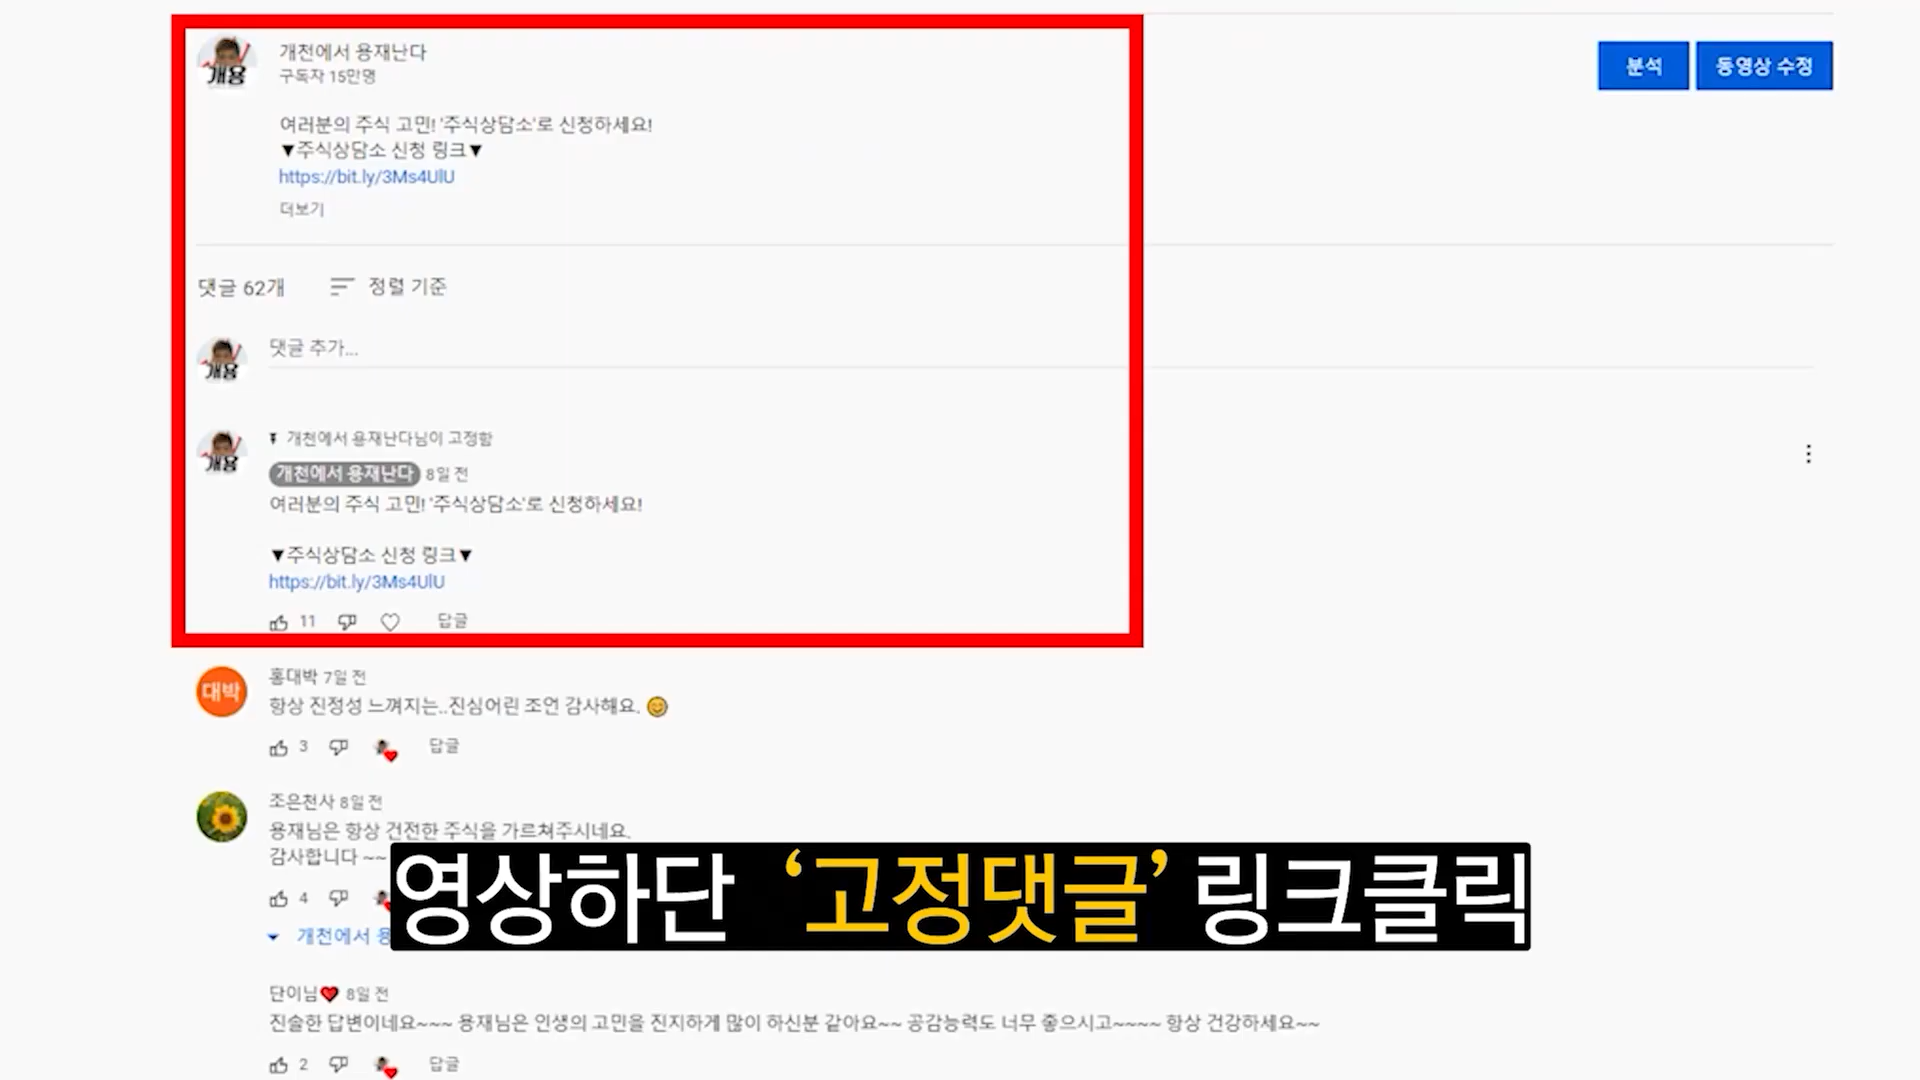 개천에서 용재난다
구독자 15만명
개용
분석
동영상 수정
여러분의 주식 고민! '주식상담소'로 신청하세요!
▼주식상담소 신청 링크▼
https://bit.ly/3Ms4UlU
더보기
댓글 62개
정렬 기준
개용
댓글 추가...
개천에서 용재난다님이 고정함
개용
개천에서 용재난다 8일 전
여러분의 주식 고민! '주식상담소'로 신청하세요!
▼주식상담소 신청 링크▼
https://bit.ly/3Ms4UlU
11 답글
대박
홍대박 7일 전
항상 진정성 느껴지는..진심어린 조언 감사해요. 😊
3 답글
조은천사 8일 전
용재님은 항상 건전한 주식을 가르쳐주시네요.
감사합니다 ~~
4
개천에서 용
영상하단 ‘고정댓글’ 링크클릭
단이님❤ 8일 전
진솔한 답변이네요~~~ 용재님은 인생의 고민을 진지하게 많이 하신분 같아요~~ 공감능력도 너무 좋으시고~~~~ 항상 건강하세요~~
2 답글